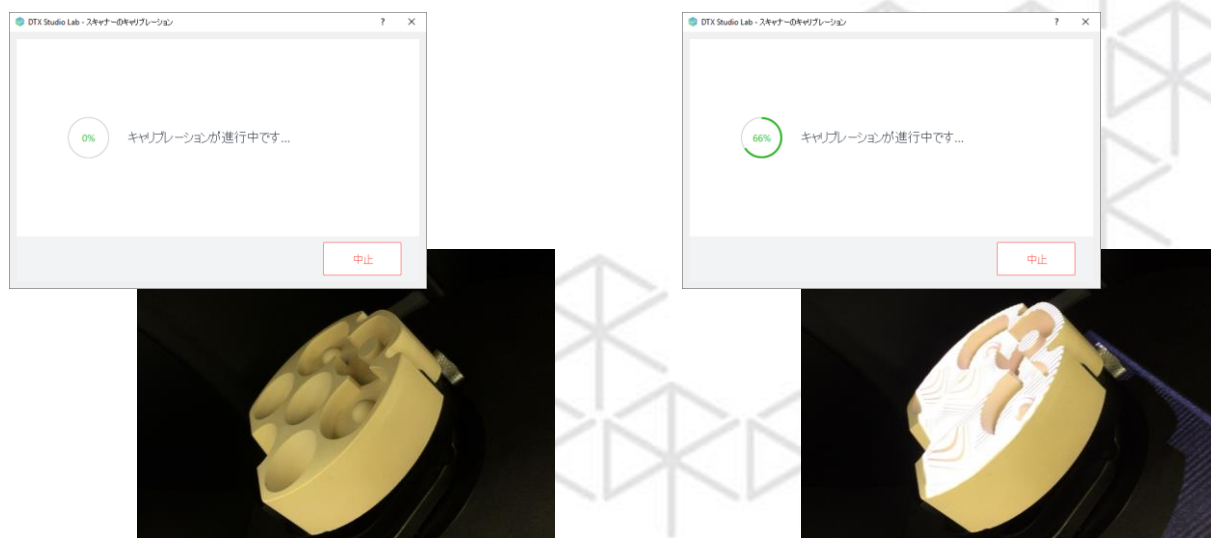 DTX Studio Lab - スキャナーのキャリブレーション
0%
キャリブレーションが進行中です...
中止
DTX Studio Lab - スキャナーのキャリブレーション
66%
キャリブレーションが進行中です...
中止